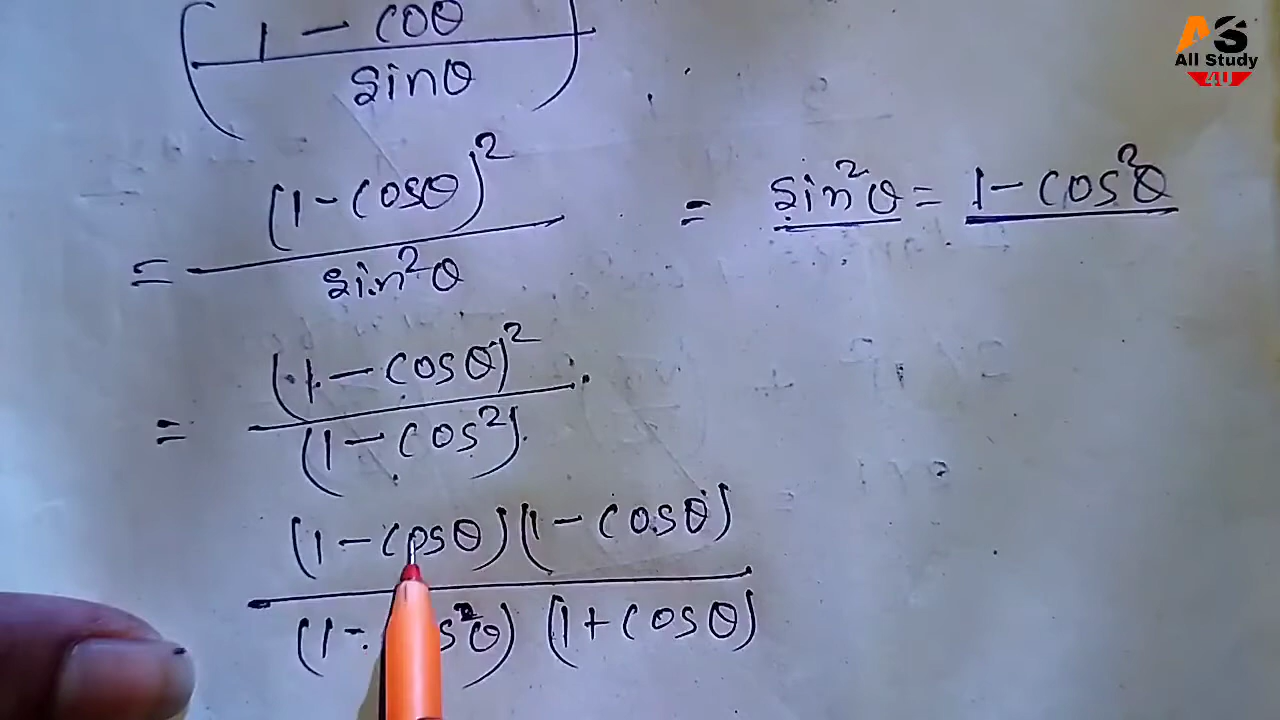 AS
All Study
4U
1 - COθ
sinθ
= (1 - cosθ)²
sin²θ
= sin²θ = 1 - cos²θ
= (1 - cosθ)²
(1 - cos²)
(1 - cosθ)(1 - cosθ)
(1 - s²θ) (1 + cosθ)